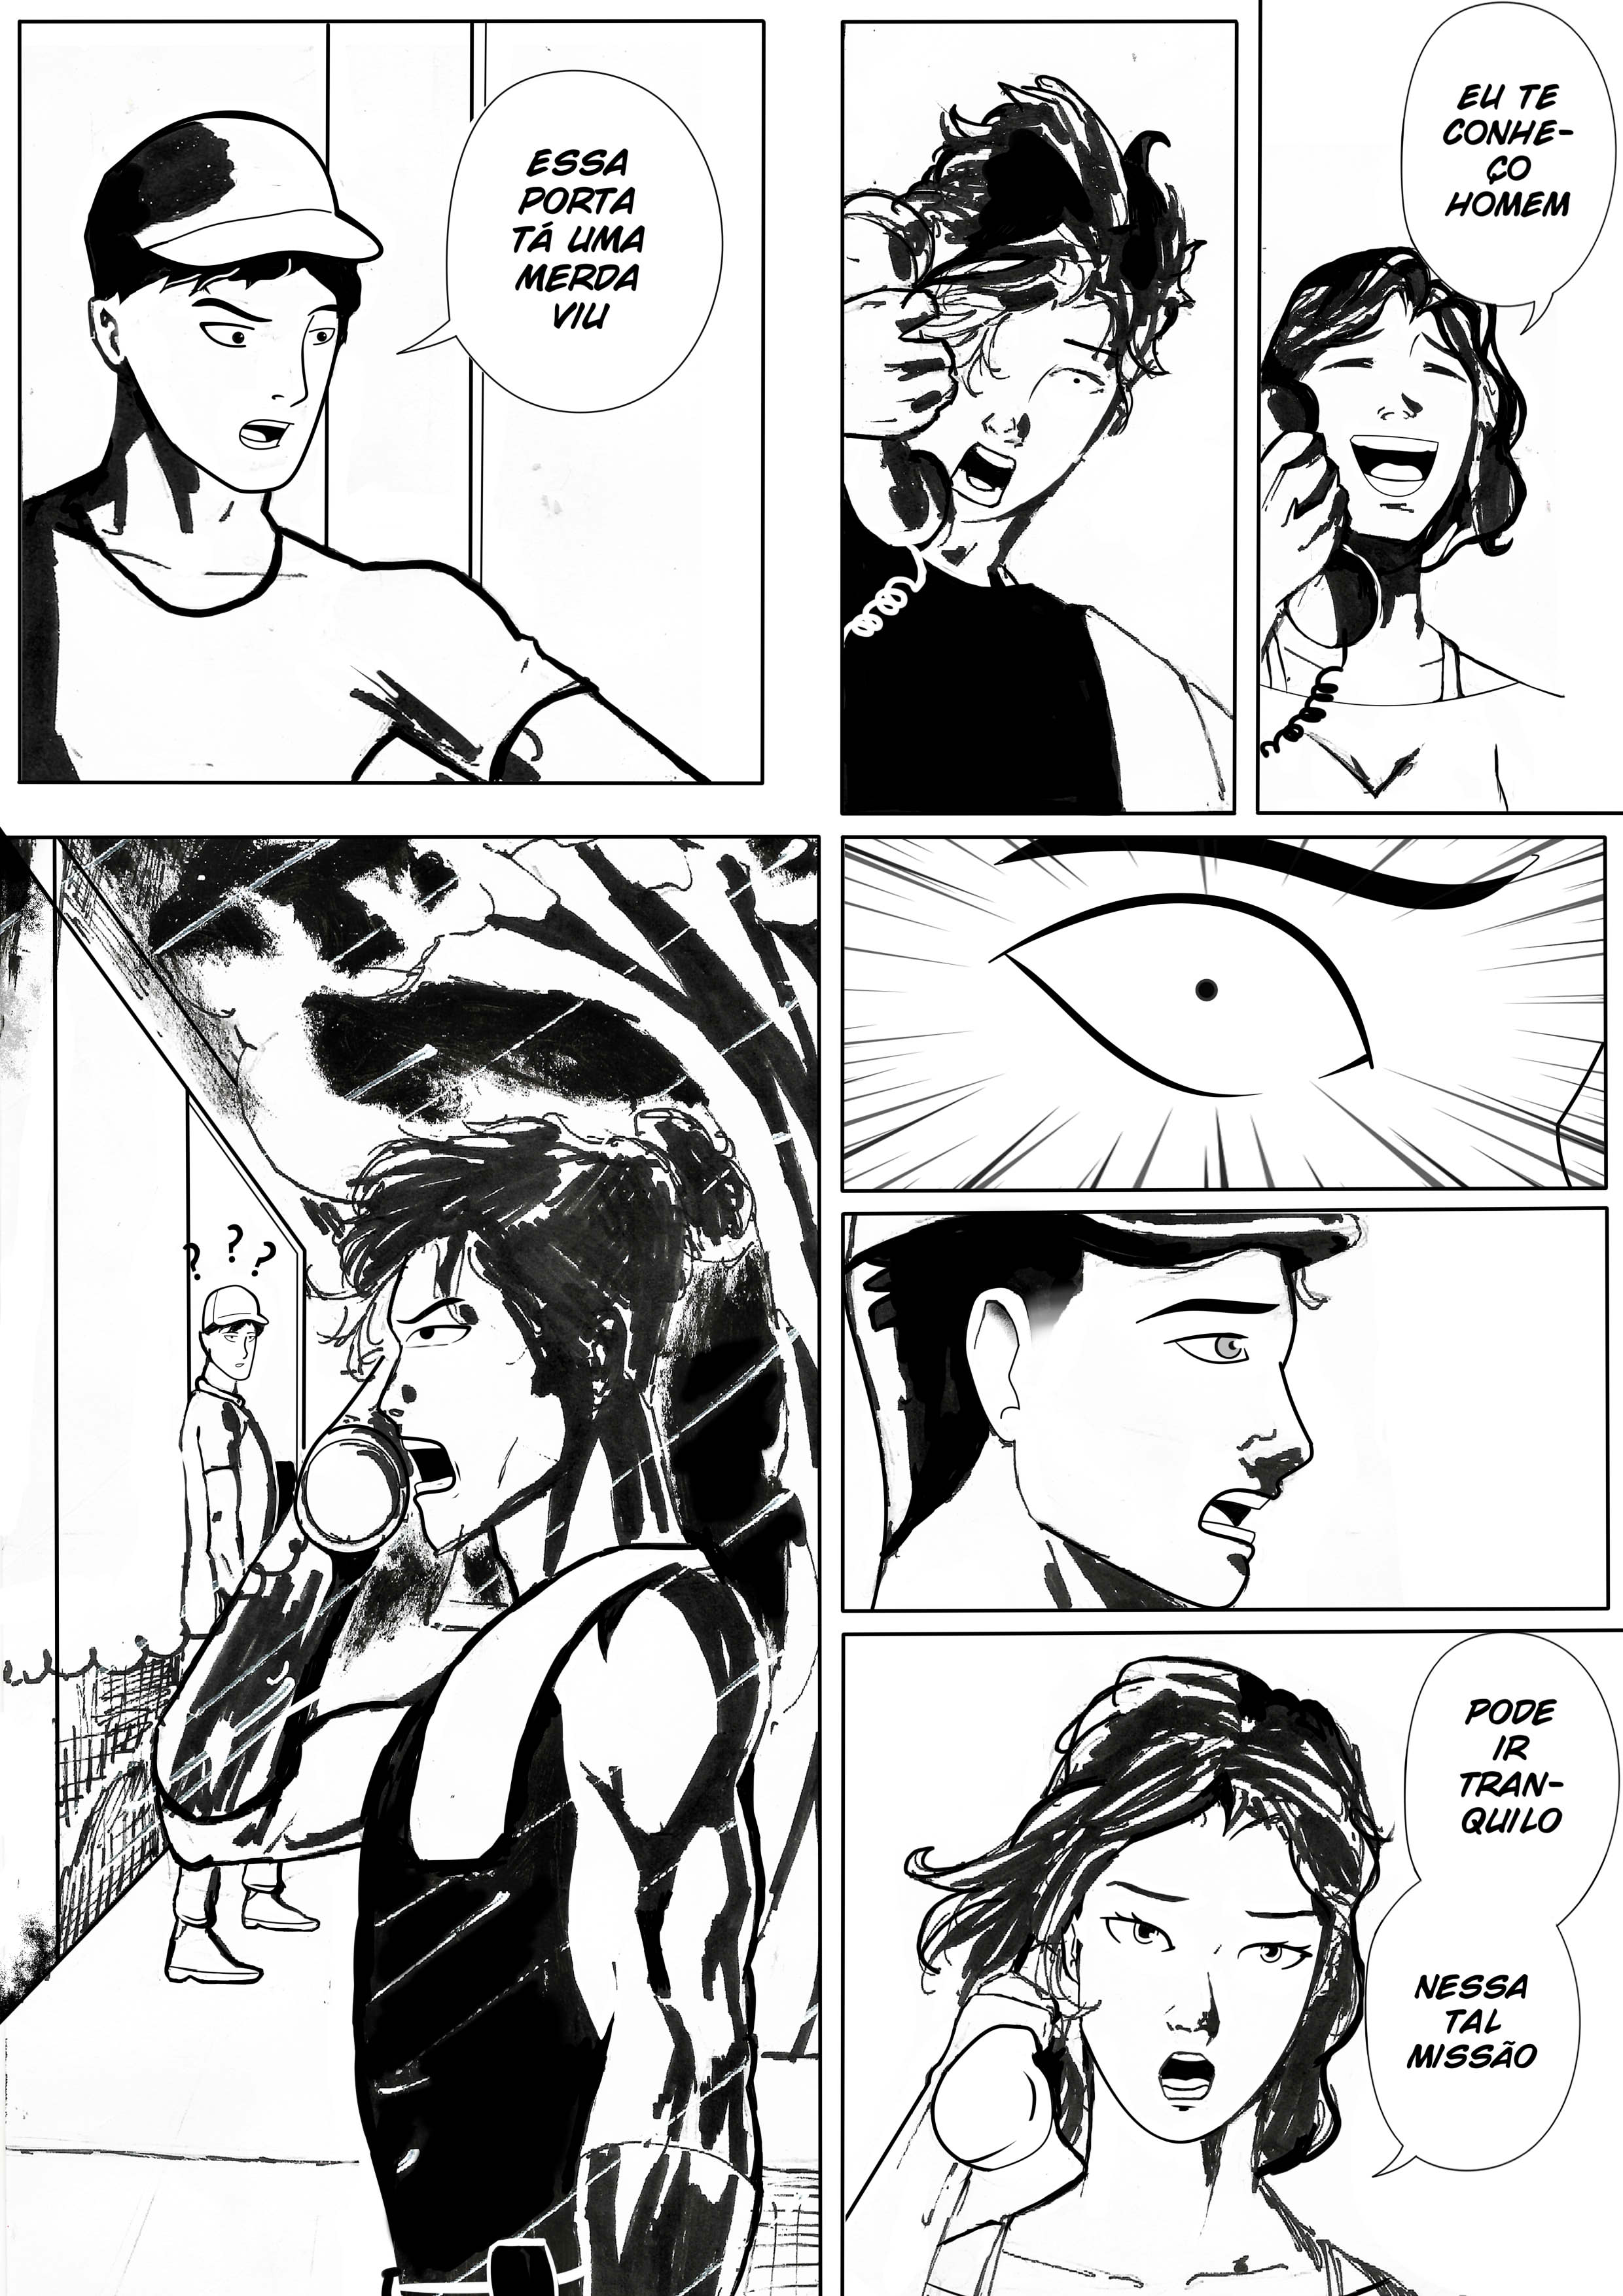 ESSA
PORTA
TÁ UMA
MERDA
VIU
EU TE
CONHE-
ÇO
HOMEM
? ? ?
PODE
IR
TRAN-
QUILO
NESSA
TAL
MISSÃO